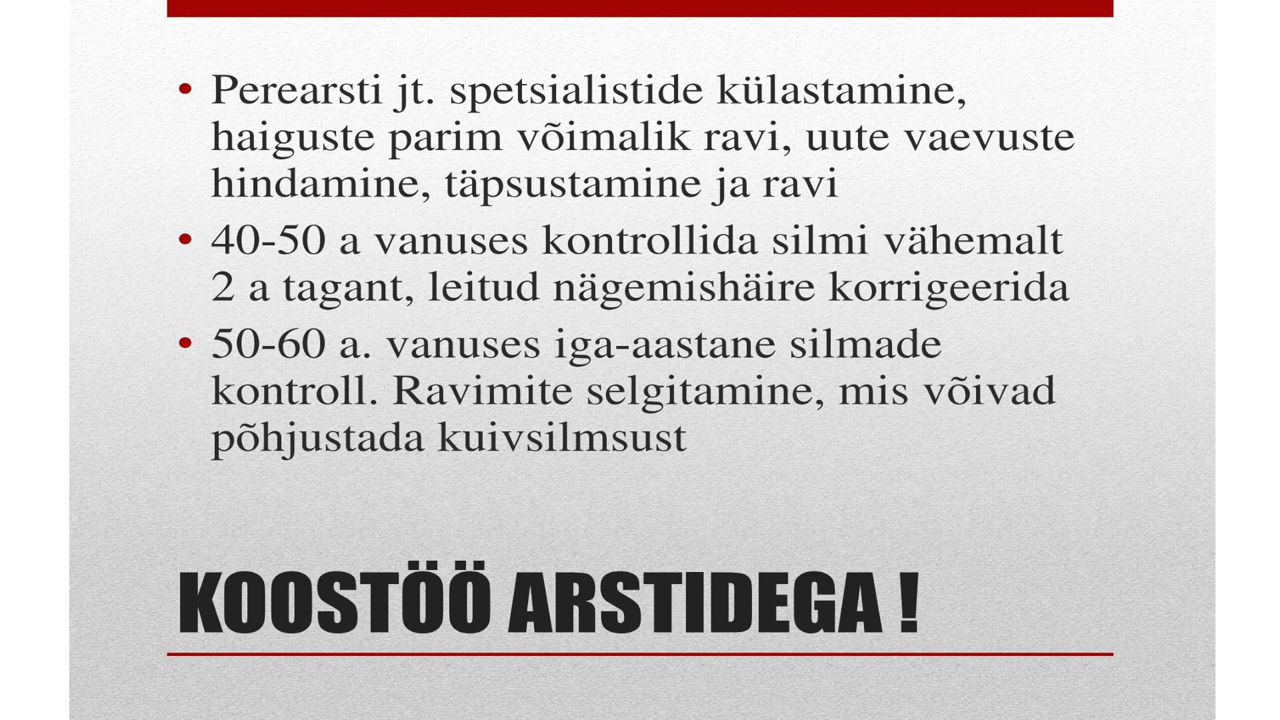 • Perearsti jt. spetsialistide külastamine,
haiguste parim võimalik ravi, uute vaevuste
hindamine, täpsustamine ja ravi
• 40-50 a vanuses kontrollida silmi vähemalt
2 a tagant, leitud nägemishäire korrigeerida
• 50-60 a. vanuses iga-aastane silmade
kontroll. Ravimite selgitamine, mis võivad
põhjustada kuivsilmsust
KOOSTÖÖ ARSTIDEGA !